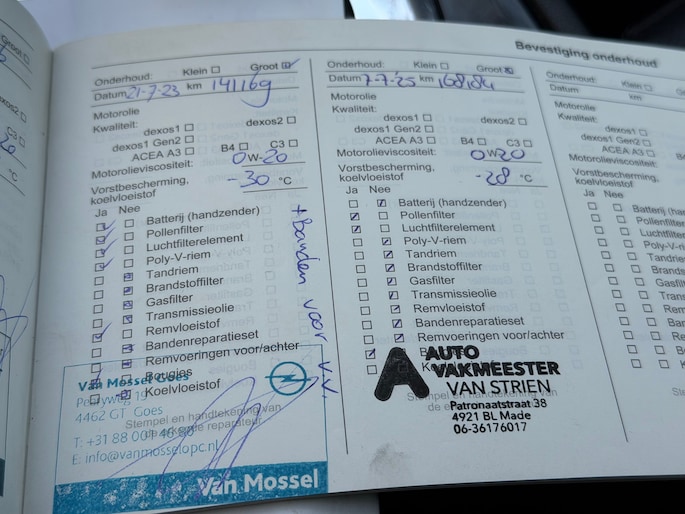 Bevestiging onderhoud
Onderhoud: Klein Groot
Datum 21-7-23 km 141169
Motorolie
Kwaliteit:
dexos1 dexos2
dexos1 Gen2
ACEA A3 B4 C3
Motorolieviscositeit: 0W-20
Vorstbescherming,
koelvloeistof -30 °C
Ja Nee
Batterij (handzender)
Pollenfilter
Luchtfilterelement
Poly-V-riem
Tandriem
Brandstoffilter
Gasfilter
Transmissieolie
Remvloeistof
Bandenreparatieset
Remvoeringen voor/achter
Bougies
Koelvloeistof
+ Banden voor v.v.
Van Mossel Goes
4462 GT Goes
Stempel en handtekening van
de erkende reparateur
E: info@vanmosselopc.nl
Van Mossel
Onderhoud: Klein Groot
Datum 7-7-25 km 168184
Motorolie
Kwaliteit:
dexos1 dexos2
dexos1 Gen2
ACEA A3 B4 C3
Motorolieviscositeit: 0W20
Vorstbescherming,
koelvloeistof -28 °C
Ja Nee
Batterij (handzender)
Pollenfilter
Luchtfilterelement
Poly-V-riem
Tandriem
Brandstoffilter
Gasfilter
Transmissieolie
Remvloeistof
Bandenreparatieset
Remvoeringen voor/achter
AUTO
VAKMEESTER
VAN STRIEN
Patronaatstraat 38
4921 BL Made
06-36176017
Onderhoud: Klein
Datum km
Motorolie
Kwaliteit:
dexos1
dexos1 Gen2
ACEA A3
Motorolieviscositeit:
Vorstbescherming,
koelvloeistof
Ja Nee